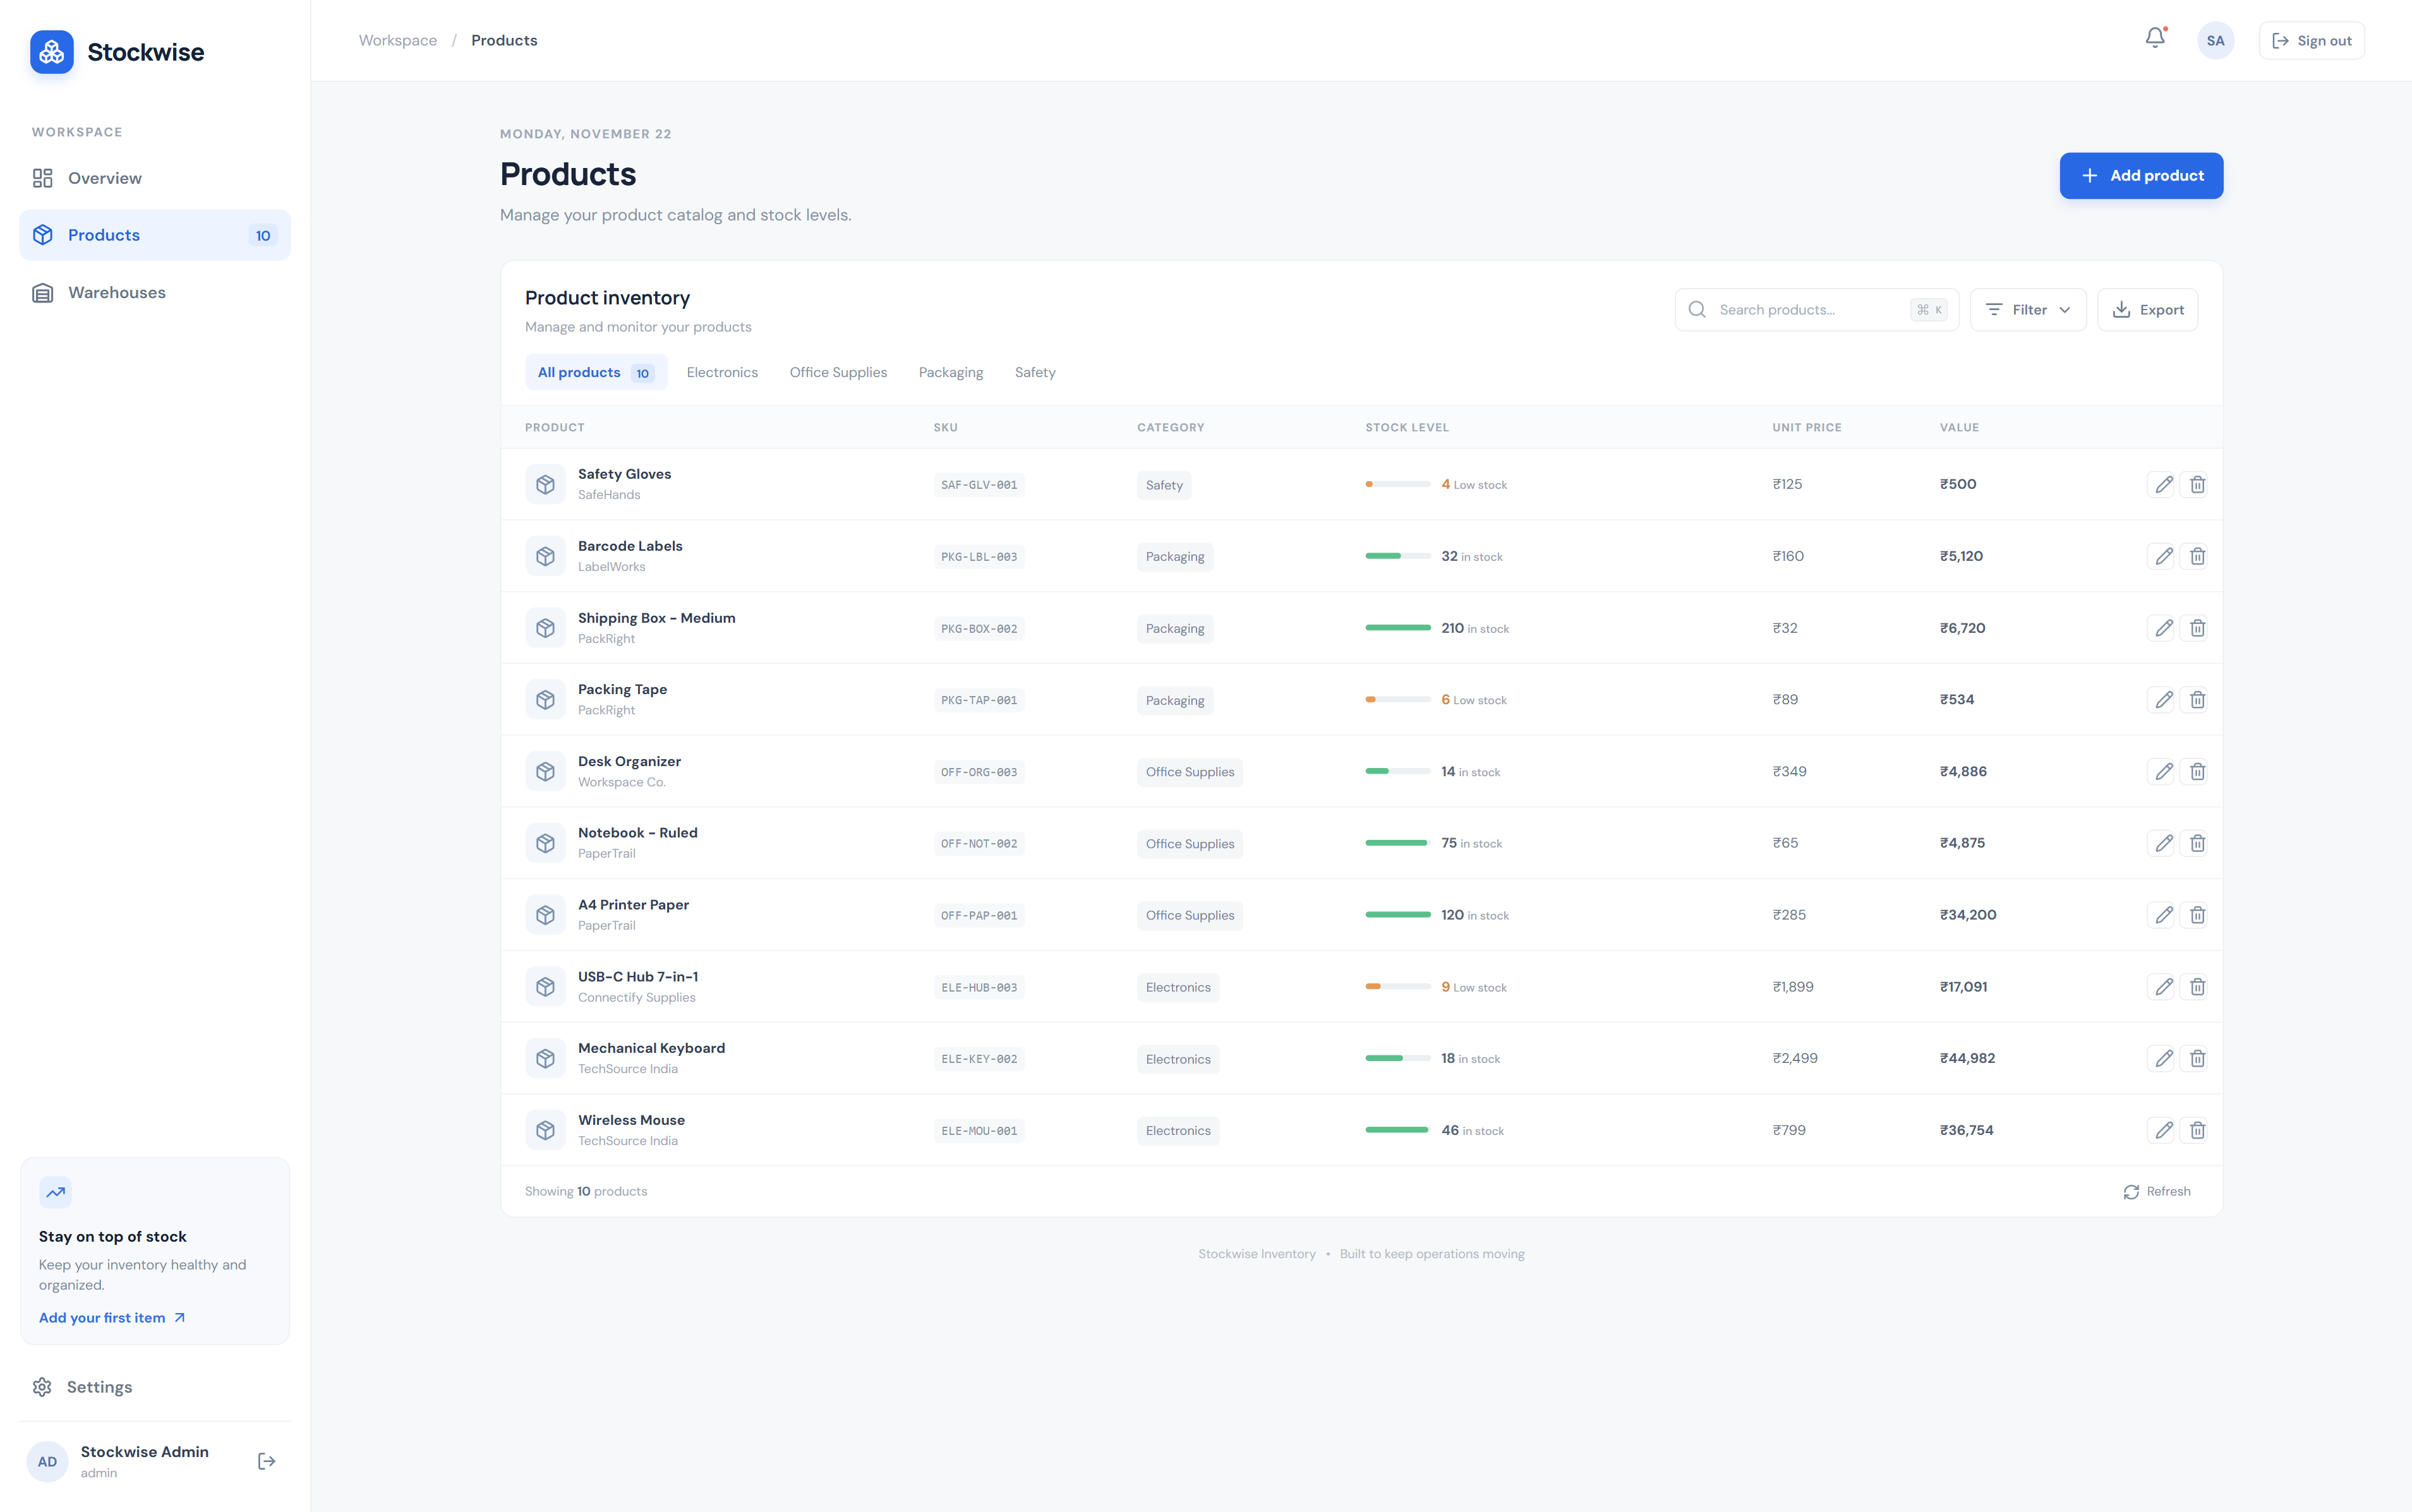 Stockwise
WORKSPACE
Overview
Products 10
Warehouses
Stay on top of stock
Keep your inventory healthy and
organized.
Add your first item
Settings
AD Stockwise Admin
admin
Workspace / Products
SA Sign out
MONDAY, NOVEMBER 22
Products
Manage your product catalog and stock levels.
Add product
Product inventory
Manage and monitor your products
Search products... ⌘ K
Filter
Export
All products 10 Electronics Office Supplies Packaging Safety
PRODUCT SKU CATEGORY STOCK LEVEL UNIT PRICE VALUE
Safety Gloves
SafeHands
SAF-GLV-001 Safety 4 Low stock ₹125 ₹500
Barcode Labels
LabelWorks
PKG-LBL-003 Packaging 32 in stock ₹160 ₹5,120
Shipping Box - Medium
PackRight
PKG-BOX-002 Packaging 210 in stock ₹32 ₹6,720
Packing Tape
PackRight
PKG-TAP-001 Packaging 6 Low stock ₹89 ₹534
Desk Organizer
Workspace Co.
OFF-ORG-003 Office Supplies 14 in stock ₹349 ₹4,886
Notebook - Ruled
PaperTrail
OFF-NOT-002 Office Supplies 75 in stock ₹65 ₹4,875
A4 Printer Paper
PaperTrail
OFF-PAP-001 Office Supplies 120 in stock ₹285 ₹34,200
USB-C Hub 7-in-1
Connectify Supplies
ELE-HUB-003 Electronics 9 Low stock ₹1,899 ₹17,091
Mechanical Keyboard
TechSource India
ELE-KEY-002 Electronics 18 in stock ₹2,499 ₹44,982
Wireless Mouse
TechSource India
ELE-MOU-001 Electronics 46 in stock ₹799 ₹36,754
Showing 10 products
Refresh
Stockwise Inventory • Built to keep operations moving